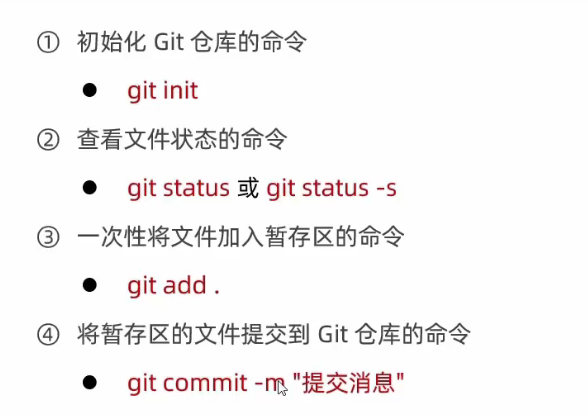 ① 初始化 Git 仓库的命令
● git init
② 查看文件状态的命令
● git status 或 git status -s
③ 一次性将文件加入暂存区的命令
● git add .
④ 将暂存区的文件提交到 Git 仓库的命令
● git commit -m "提交消息"